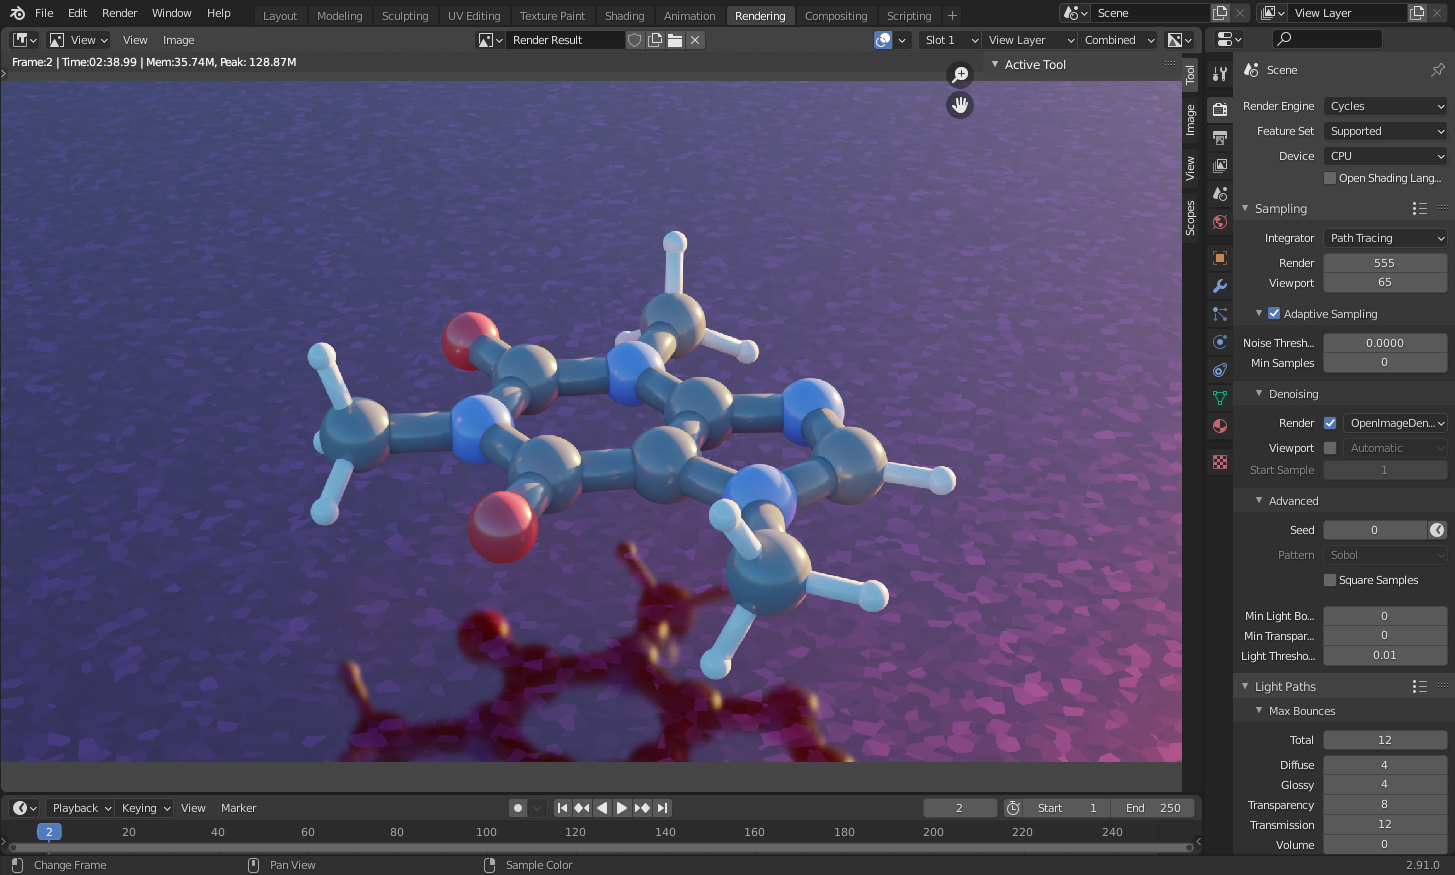 File Edit Render Window Help
Layout Modeling Sculpting UV Editing Texture Paint Shading Animation Rendering Compositing Scripting +
Scene
View Layer
View View Image
Render Result
Slot 1 View Layer Combined
Frame:2 | Time:02:38.99 | Mem:35.74M, Peak: 128.87M
Active Tool
Tool
Image
View
Scopes
Scene
Render Engine Cycles
Feature Set Supported
Device CPU
Open Shading Lang...
Sampling
Integrator Path Tracing
Render 555
Viewport 65
Adaptive Sampling
Noise Thresh... 0.0000
Min Samples 0
Denoising
Render OpenImageDen...
Viewport Automatic
Start Sample 1
Advanced
Seed 0
Pattern Sobol
Square Samples
Min Light Bo... 0
Min Transpar... 0
Light Thresho... 0.01
Light Paths
Max Bounces
Total 12
Diffuse 4
Glossy 4
Transparency 8
Transmission 12
Volume 0
Playback Keying View Marker
2 Start 1 End 250
2 20 40 60 80 100 120 140 160 180 200 220 240
Change Frame Pan View Sample Color 2.91.0